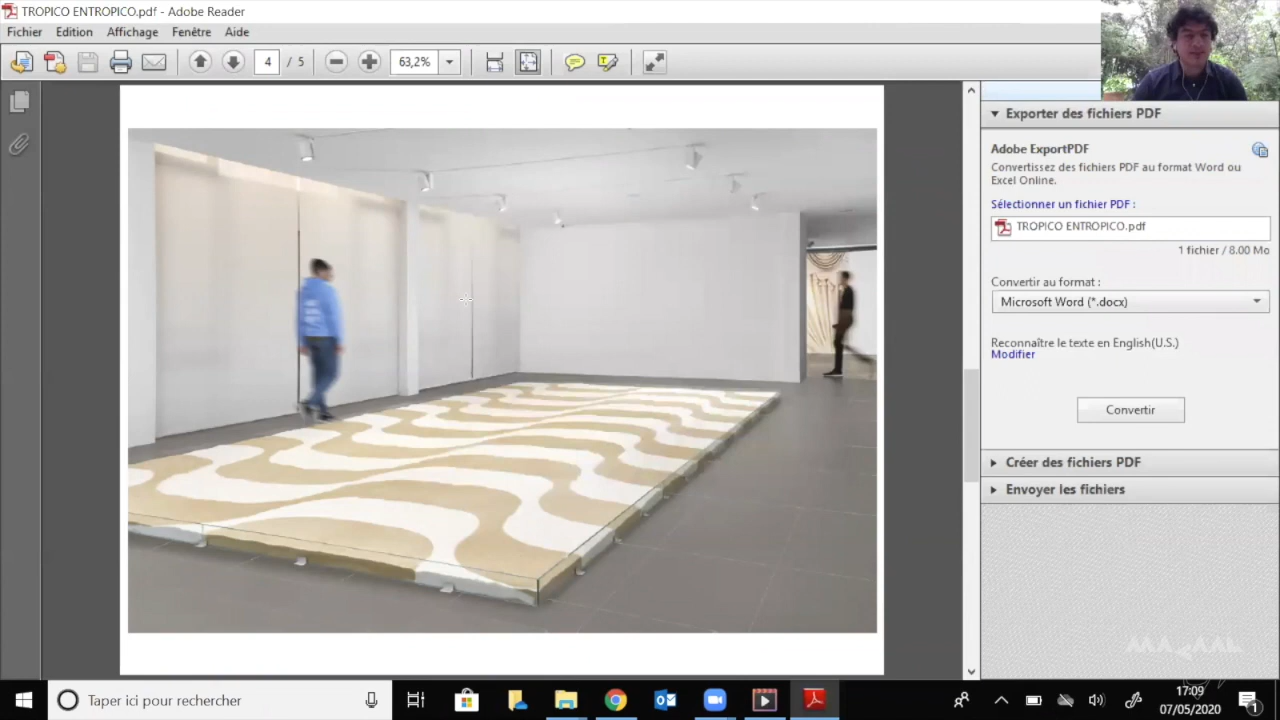 TROPICO ENTROPICO.pdf - Adobe Reader
Fichier Edition Affichage Fenêtre Aide
4 / 5 63,2%
Exporter des fichiers PDF
Adobe ExportPDF
Convertissez des fichiers PDF au format Word ou
Excel Online.
Sélectionner un fichier PDF :
TROPICO ENTROPICO.pdf
1 fichier / 8.00 Mo
Convertir au format :
Microsoft Word (*.docx)
Reconnaître le texte en English(U.S.)
Modifier
Convertir
Créer des fichiers PDF
Envoyer les fichiers
Taper ici pour rechercher
17:09
07/05/2020
1